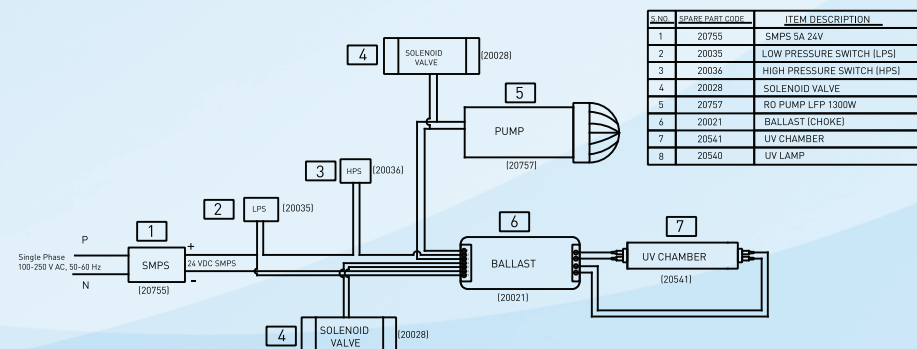 S.NO. SPARE PART CODE ITEM DESCRIPTION
1 20755 SMPS 5A 24V
2 20035 LOW PRESSURE SWITCH (LPS)
3 20036 HIGH PRESSURE SWITCH (HPS)
4 20028 SOLENOID VALVE
5 20757 RO PUMP LFP 1300W
6 20021 BALLAST (CHOKE)
7 20541 UV CHAMBER
8 20540 UV LAMP
4
SOLENOID
VALVE
(20028)
5
PUMP
(20757)
3
HPS
(20036)
2
LPS
(20035)
1
P
Single Phase
100-250 V AC, 50-60 Hz
N
SMPS
+
24 VDC SMPS
-
(20755)
6
BALLAST
(20021)
7
UV CHAMBER
(20541)
4
SOLENOID
VALVE
(20028)